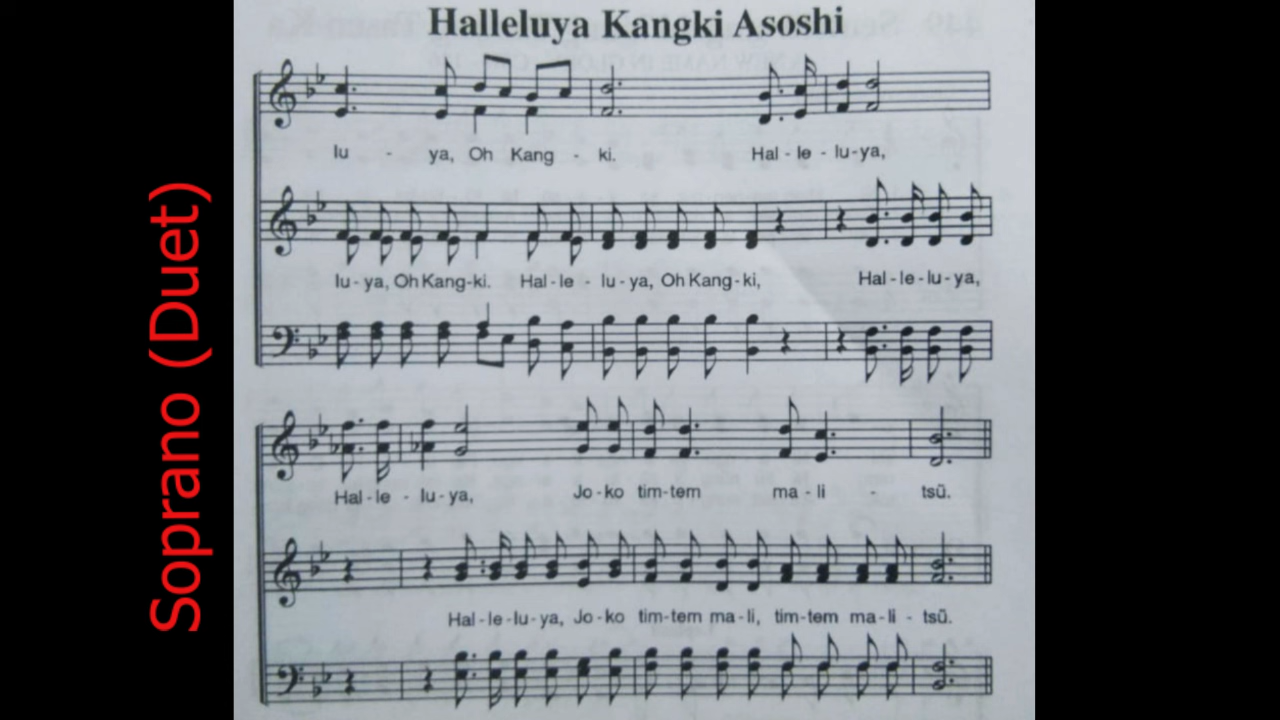 Halleluya Kangki Asoshi
Soprano (Duet)
lu - ya, Oh Kang - ki. Hal - le - lu - ya,
lu - ya, Oh Kang - ki. Hal - le - lu - ya, Oh Kang - ki, Hal - le - lu - ya,
Hal - le - lu - ya, Jo - ko tim - tem ma - li tsü.
Hal - le - lu - ya, Jo - ko tim - tem ma - li, tim - tem ma - li - tsü.